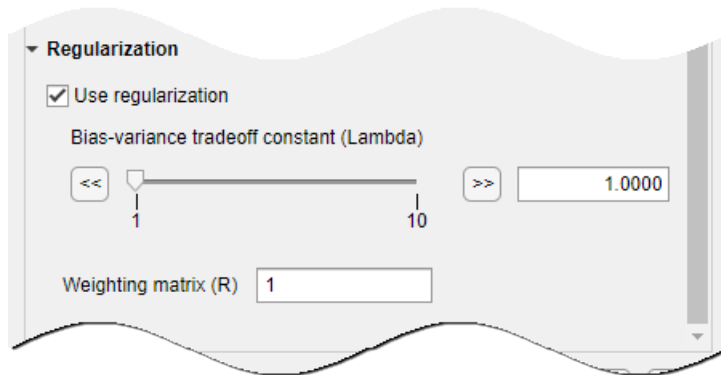 Regularization
Use regularization
Bias-variance tradeoff constant (Lambda)
<< >> 1.0000
1 10
Weighting matrix (R) 1